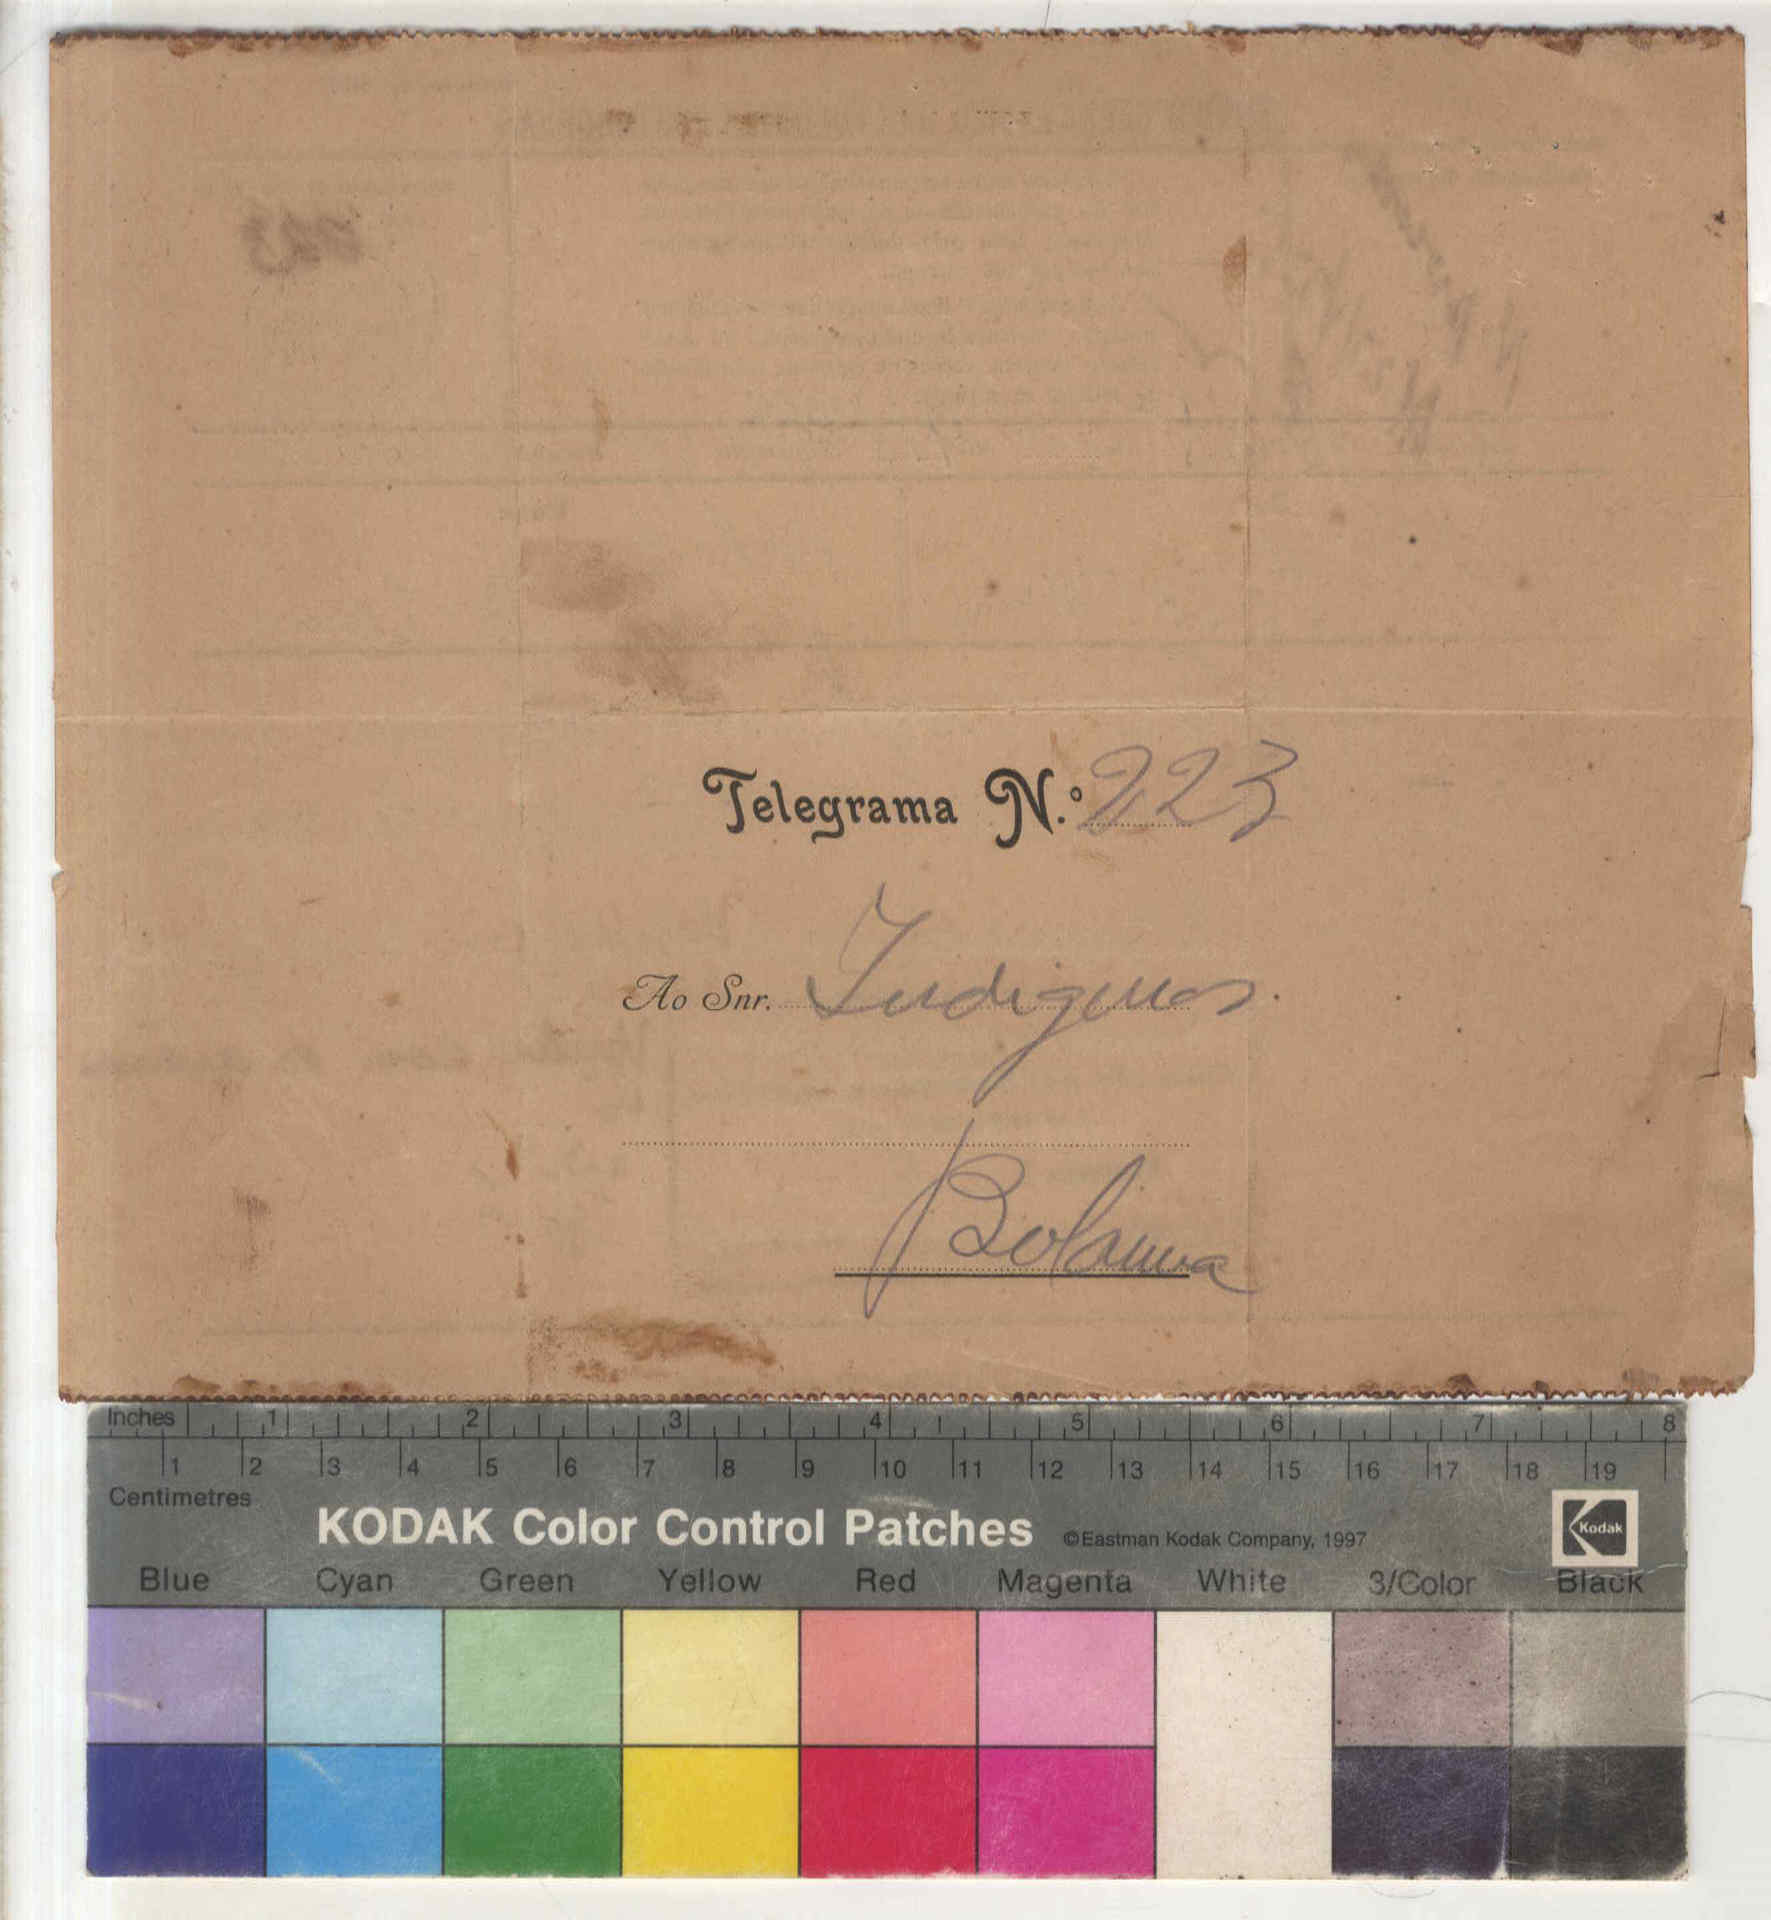 Telegrama N.º 223
Ao Snr. Indigenas.
Bolama
Inches 1 2 3 4 5 6 7 8
1 2 3 4 5 6 7 8 9 10 11 12 13 14 15 16 17 18 19
Centimetres
KODAK Color Control Patches ©Eastman Kodak Company, 1997 Kodak
Blue Cyan Green Yellow Red Magenta White 3/Color Black